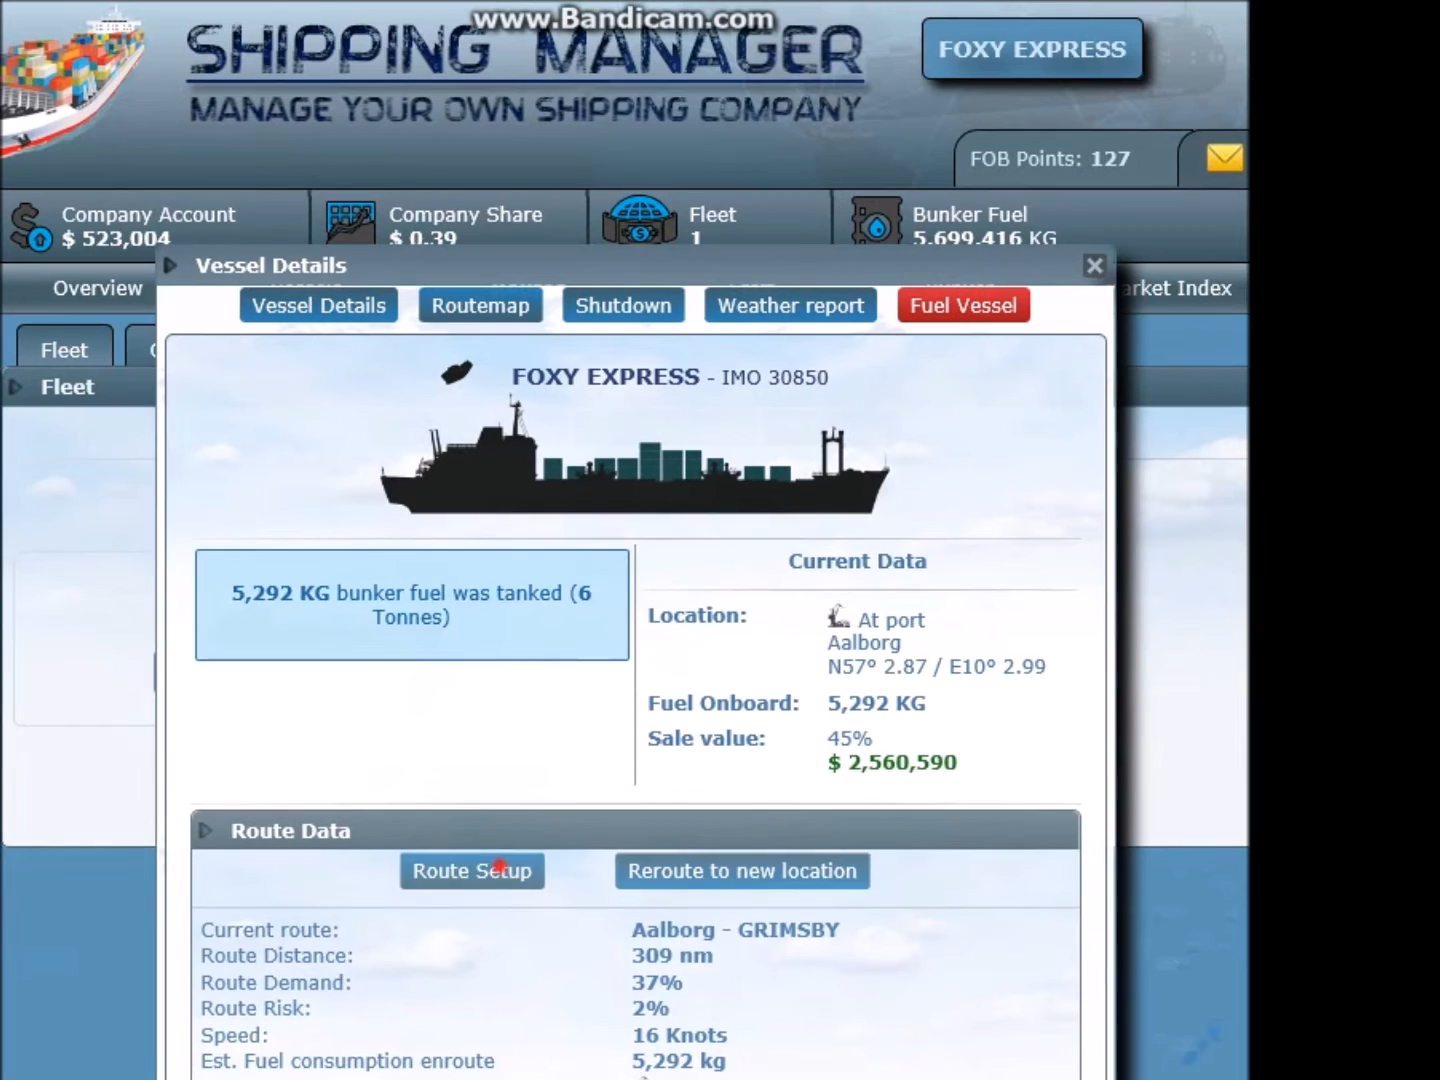 www.Bandicam.com
SHIPPING MANAGER
MANAGE YOUR OWN SHIPPING COMPANY
FOXY EXPRESS
FOB Points: 127
Company Account
$ 523,004
Company Share
$ 0.39
Fleet
1
Bunker Fuel
5,699,416 KG
Overview
arket Index
Vessel Details
Vessel Details
Routemap
Shutdown
Weather report
Fuel Vessel
Fleet
Fleet
FOXY EXPRESS - IMO 30850
5,292 KG bunker fuel was tanked (6
Tonnes)
Current Data
Location:
At port
Aalborg
N57° 2.87 / E10° 2.99
Fuel Onboard: 5,292 KG
Sale value: 45%
$ 2,560,590
Route Data
Route Setup
Reroute to new location
Current route: Aalborg - GRIMSBY
Route Distance: 309 nm
Route Demand: 37%
Route Risk: 2%
Speed: 16 Knots
Est. Fuel consumption enroute 5,292 kg